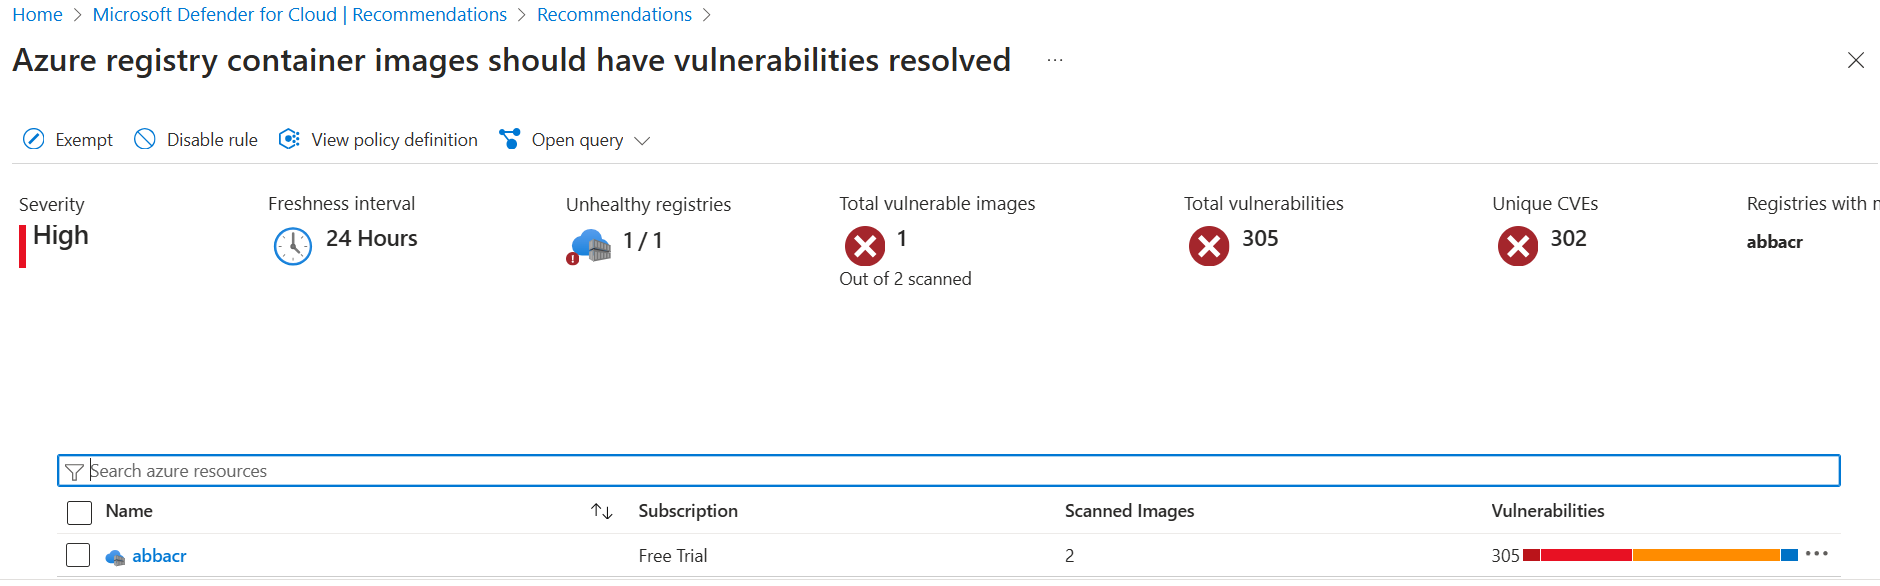 Home > Microsoft Defender for Cloud | Recommendations > Recommendations >
Azure registry container images should have vulnerabilities resolved ...
Exempt Disable rule View policy definition Open query
Severity Freshness interval Unhealthy registries Total vulnerable images Total vulnerabilities Unique CVEs Registries with
High 24 Hours 1 / 1 1 305 302 abbacr
Out of 2 scanned
Search azure resources
Name Subscription Scanned Images Vulnerabilities
abbacr Free Trial 2 305 ...